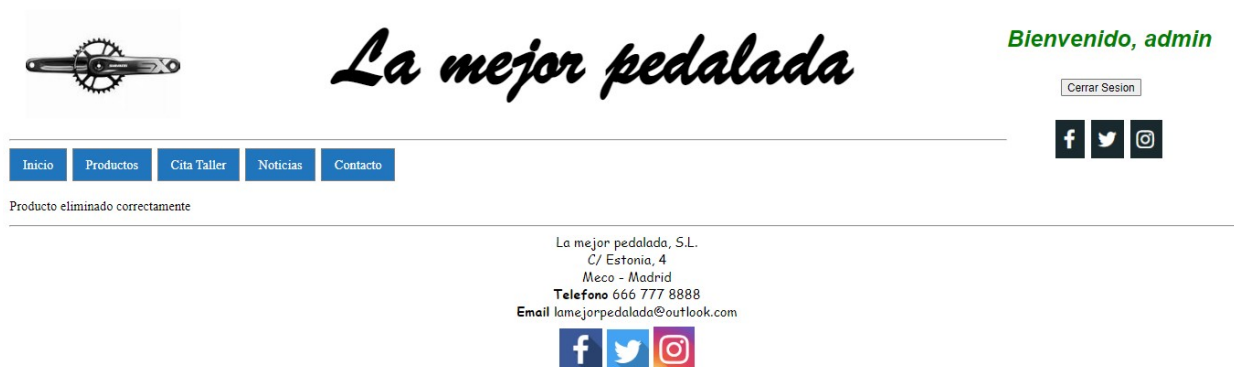 La mejor pedalada
Bienvenido, admin
Cerrar Sesion
Inicio Productos Cita Taller Noticias Contacto
Producto eliminado correctamente
La mejor pedalada, S.L.
C/ Estonia, 4
Meco - Madrid
Telefono 666 777 8888
Email lamejorpedalada@outlook.com